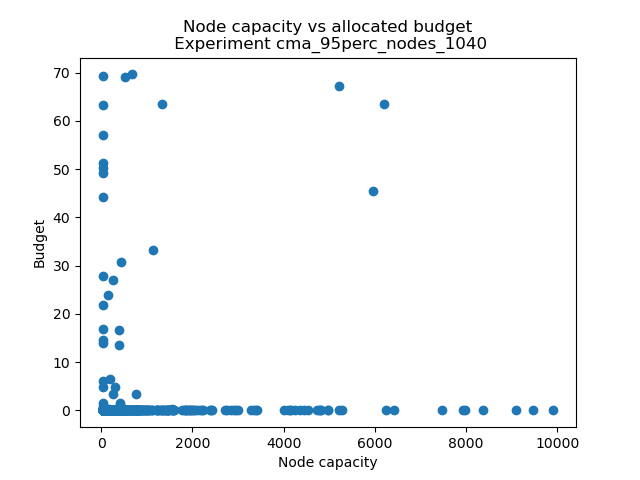 Node capacity vs allocated budget
Experiment cma_95perc_nodes_1040
70
60
50
40
30
20
10
0
Budget
0 2000 4000 6000 8000 10000
Node capacity